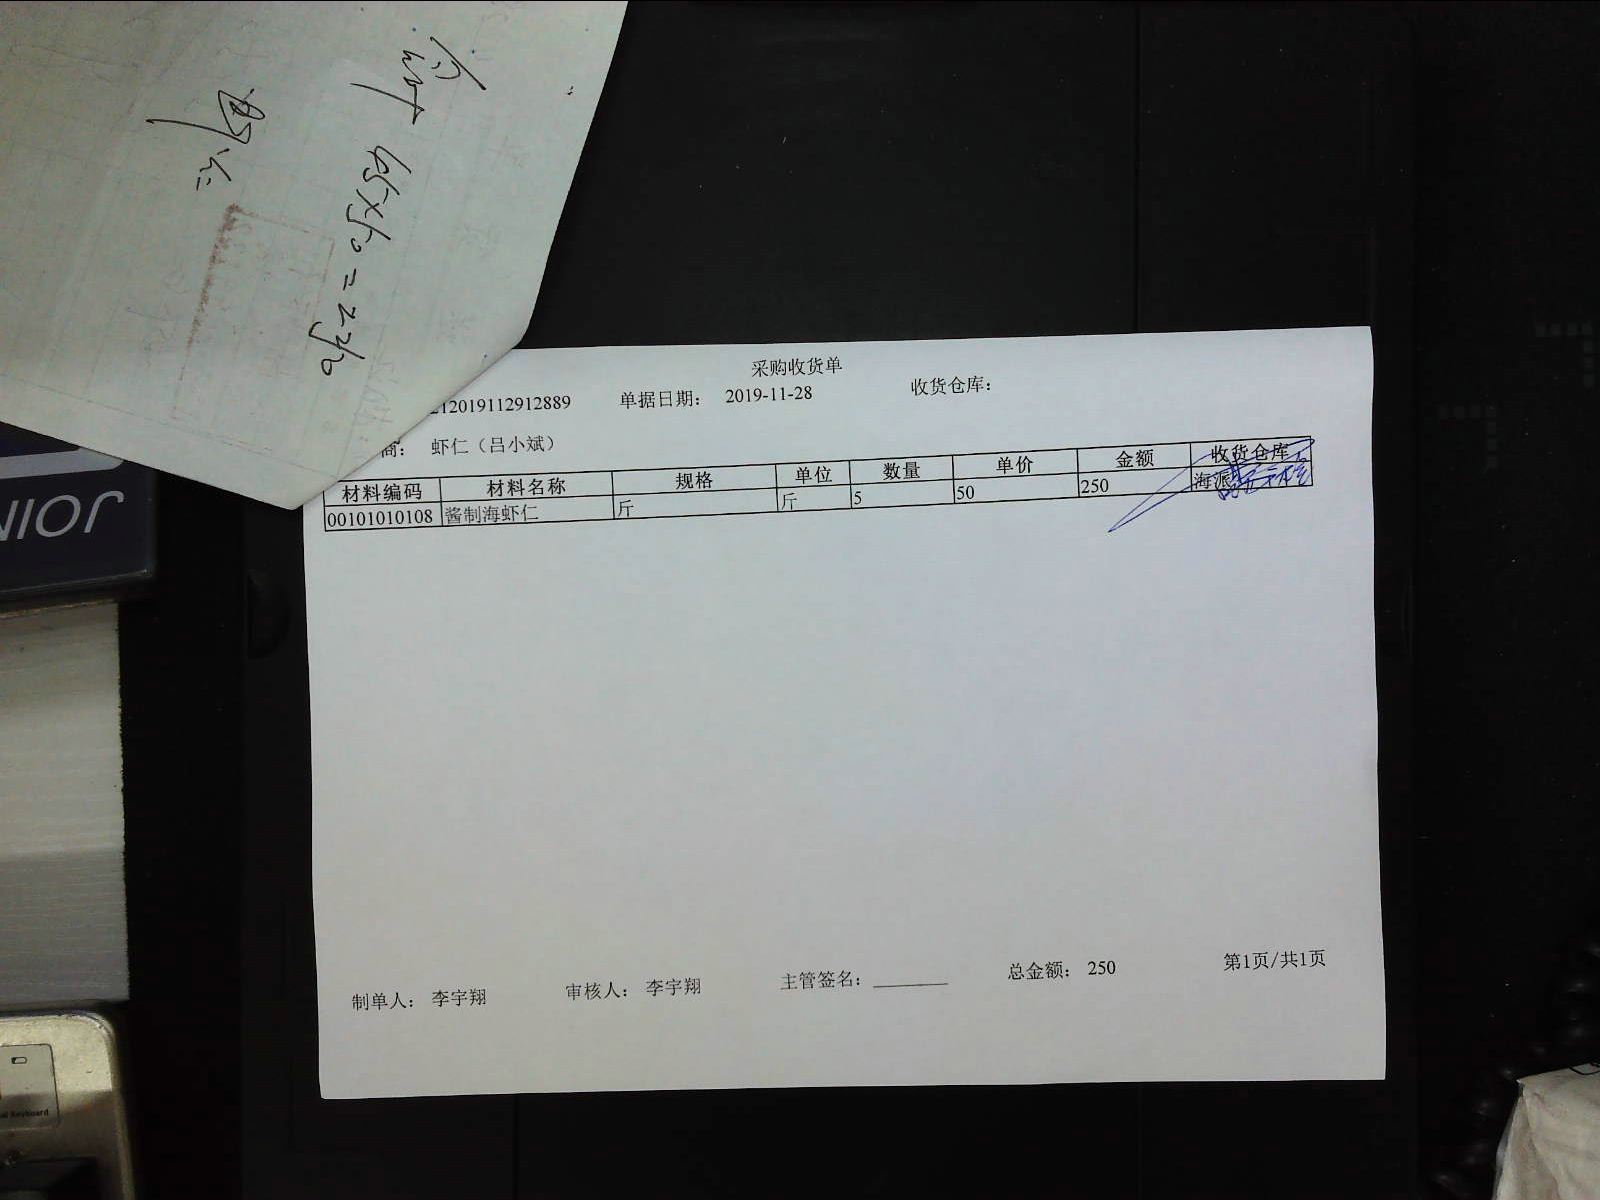 采购收货单
212019112912889 单据日期： 2019-11-28 收货仓库：
商： 虾仁（吕小斌）
材料编码 材料名称 规格 单位 数量 单价 金额 收货仓库
00101010108 酱制海虾仁 斤 斤 5 50 250 海派
制单人： 李宇翔 审核人： 李宇翔 主管签名： 总金额： 250 第1页/共1页
JOIN